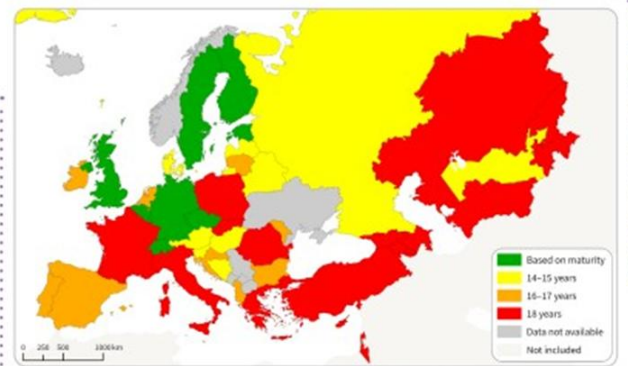 Based on maturity
14–15 years
16–17 years
18 years
Data not available
Not included
0 250 500 1000 km